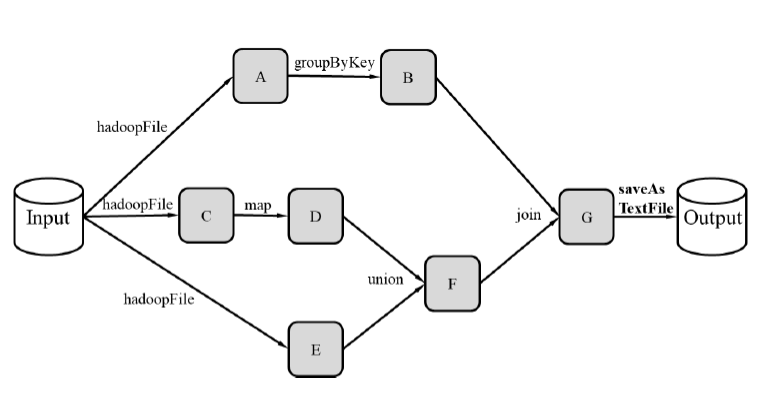 groupByKey
A
B
hadoopFile
saveAs
hadoopFile
map
TextFile
Input
C
D
join
G
Output
union
F
hadoopFile
E